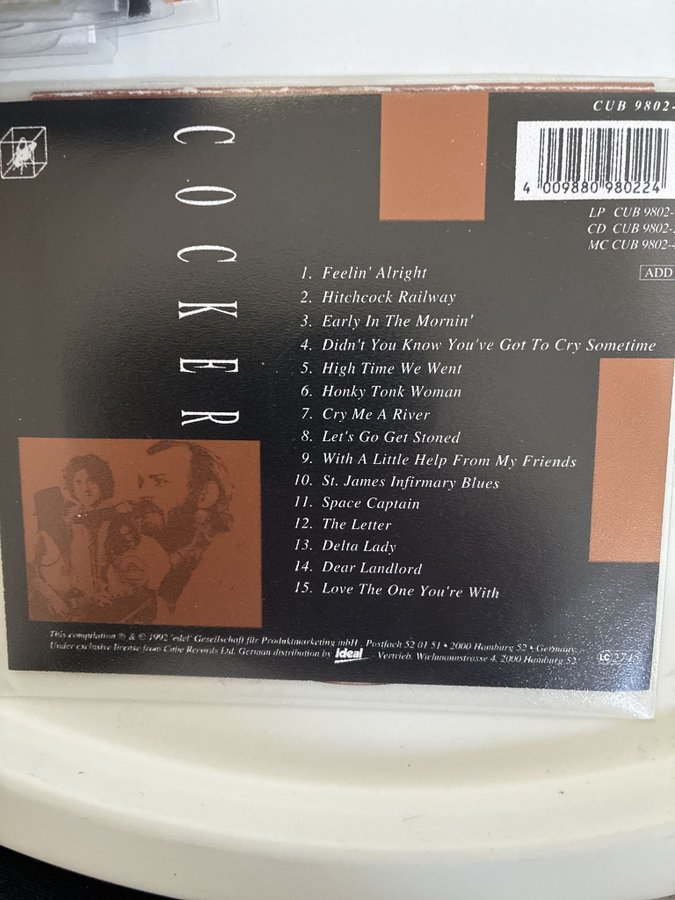 CUB 9802-
4 009880 980224
LP CUB 9802-
CD CUB 9802-
MC CUB 9802-4
ADD
COCKER
1. Feelin' Alright
2. Hitchcock Railway
3. Early In The Mornin'
4. Didn't You Know You've Got To Cry Sometime
5. High Time We Went
6. Honky Tonk Woman
7. Cry Me A River
8. Let's Go Get Stoned
9. With A Little Help From My Friends
10. St. James Infirmary Blues
11. Space Captain
12. The Letter
13. Delta Lady
14. Dear Landlord
15. Love The One You're With
This compilation ℗ & © 1992 "edel" Gesellschaft für Produktmarketing mbH, Postfach 52 01 51 • 2000 Hamburg 52 • Germany
Under exclusive license from Cube Records Ltd. German distribution by ideal Vertrieb, Wichmannstrasse 4, 2000 Hamburg 52
LC